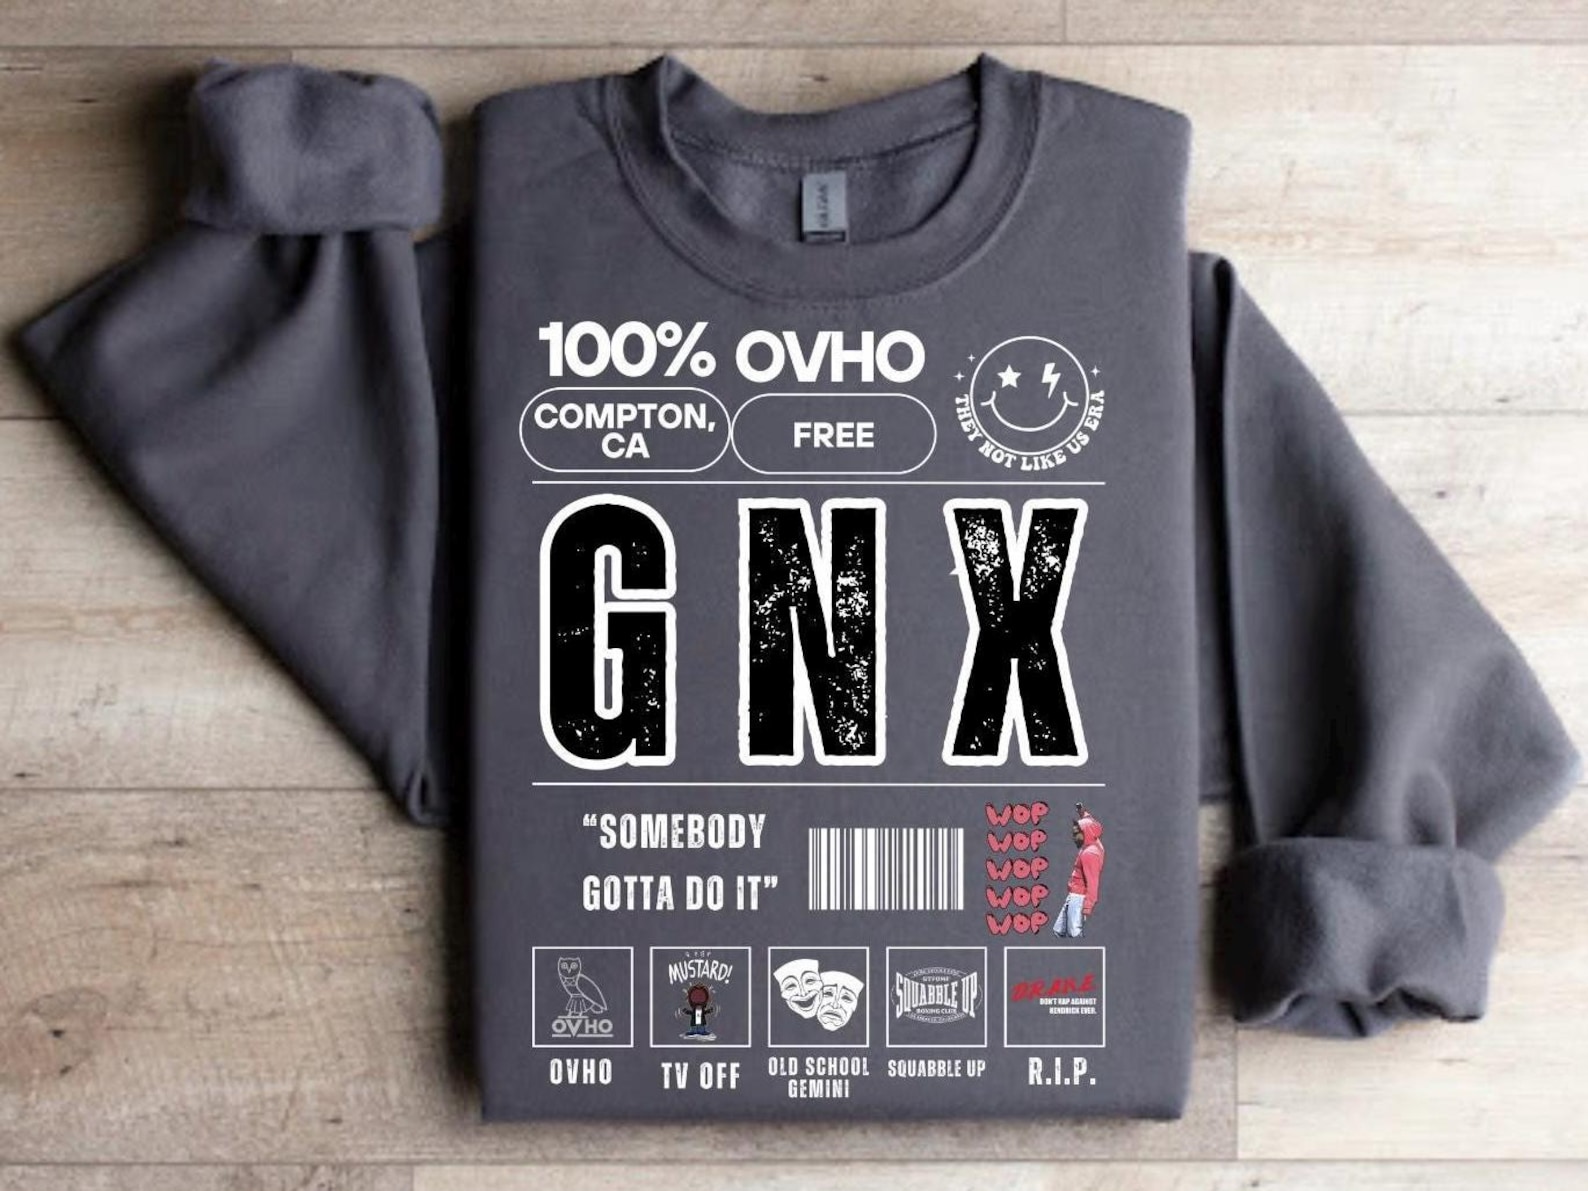 100% OVHO
COMPTON,
CA
FREE
THEY NOT LIKE US ERA
GNX
"SOMEBODY
GOTTA DO IT"
WOP
WOP
WOP
WOP
WOP
OVHO
MUSTARD!
SQUABBLE UP
BOXING CLUB
DRAKE
DON'T RAP AGAINST
KENDRICK EVER.
OVHO
TV OFF
OLD SCHOOL
GEMINI
SQUABBLE UP
R.I.P.